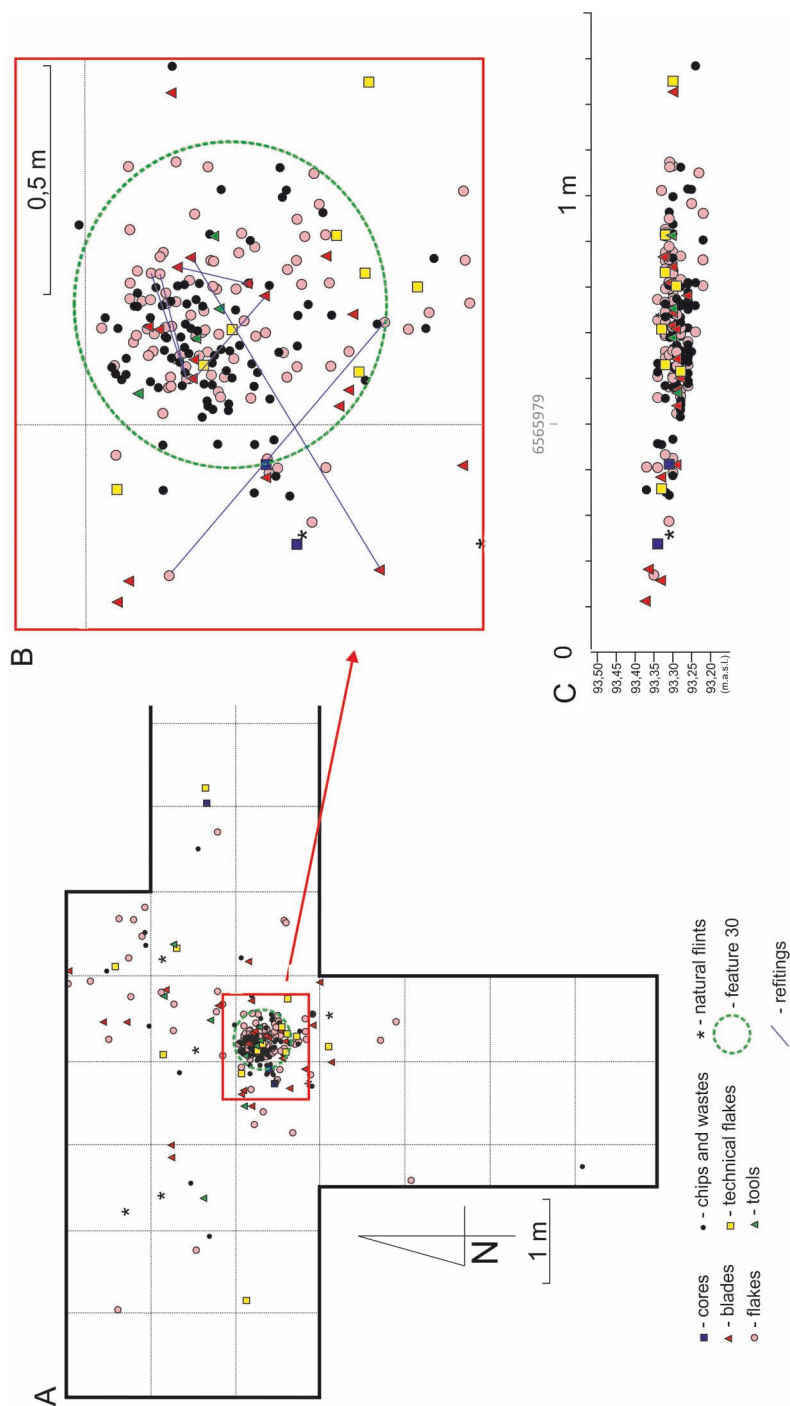 A
N
1 m
- cores
- blades
- flakes
- chips and wastes
- technical flakes
- tools
* - natural flints
- feature 30
- refitings
B
0,5 m
C
0
1 m
6565979
93,50
93,45
93,40
93,35
93,30
93,25
93,20
(m.a.s.l.)